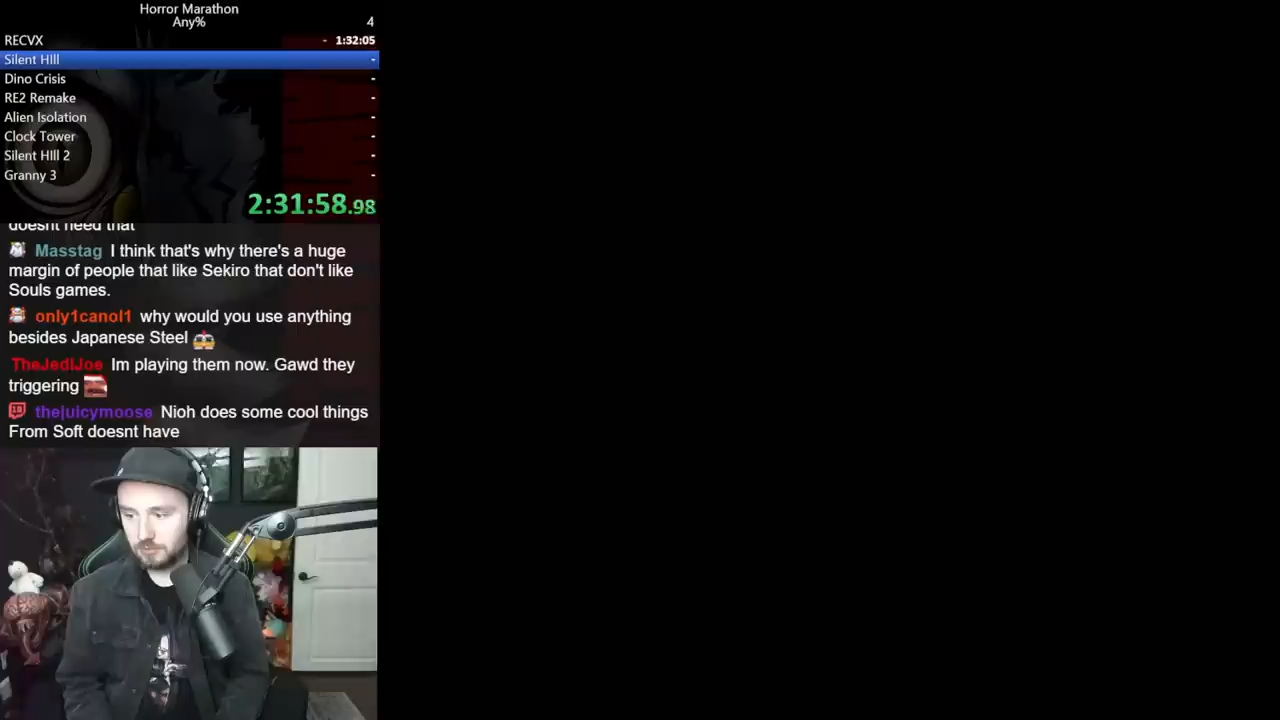 Horror Marathon
Any%
4
RECVX - 1:32:05
Silent HIll -
Dino Crisis -
RE2 Remake -
Alien Isolation -
Clock Tower -
Silent HIll 2 -
Granny 3 -
2:31:58.98
doesnt need that
Masstag I think that's why there's a huge
margin of people that like Sekiro that don't like
Souls games.
only1canol1 why would you use anything
besides Japanese Steel
TheJedIJoe Im playing them now. Gawd they
triggering
thejuicymoose Nioh does some cool things
From Soft doesnt have